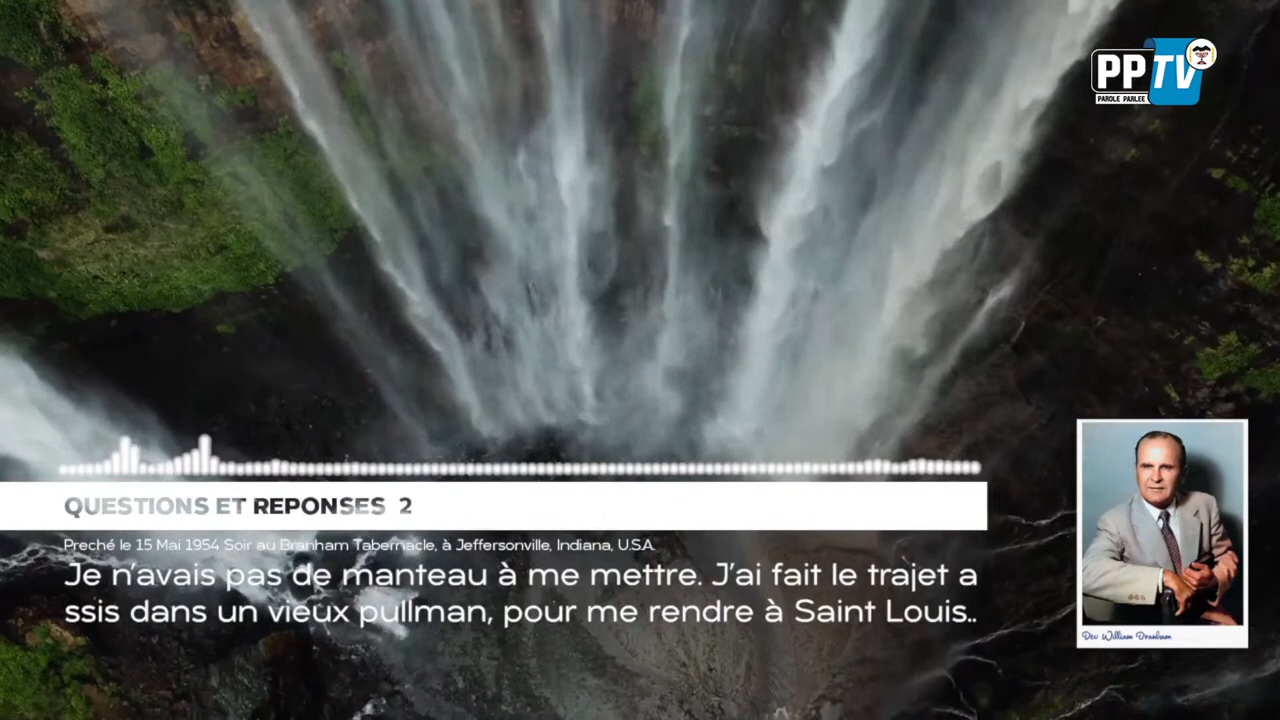 PPTV
PAROLE PARLEE
QUESTIONS ET REPONSES 2
Preché le 15 Mai 1954 Soir au Branham Tabernacle, à Jeffersonville, Indiana, U.S.A.
Je n'avais pas de manteau à me mettre. J'ai fait le trajet a
ssis dans un vieux pullman, pour me rendre à Saint Louis..
Rev William Branham